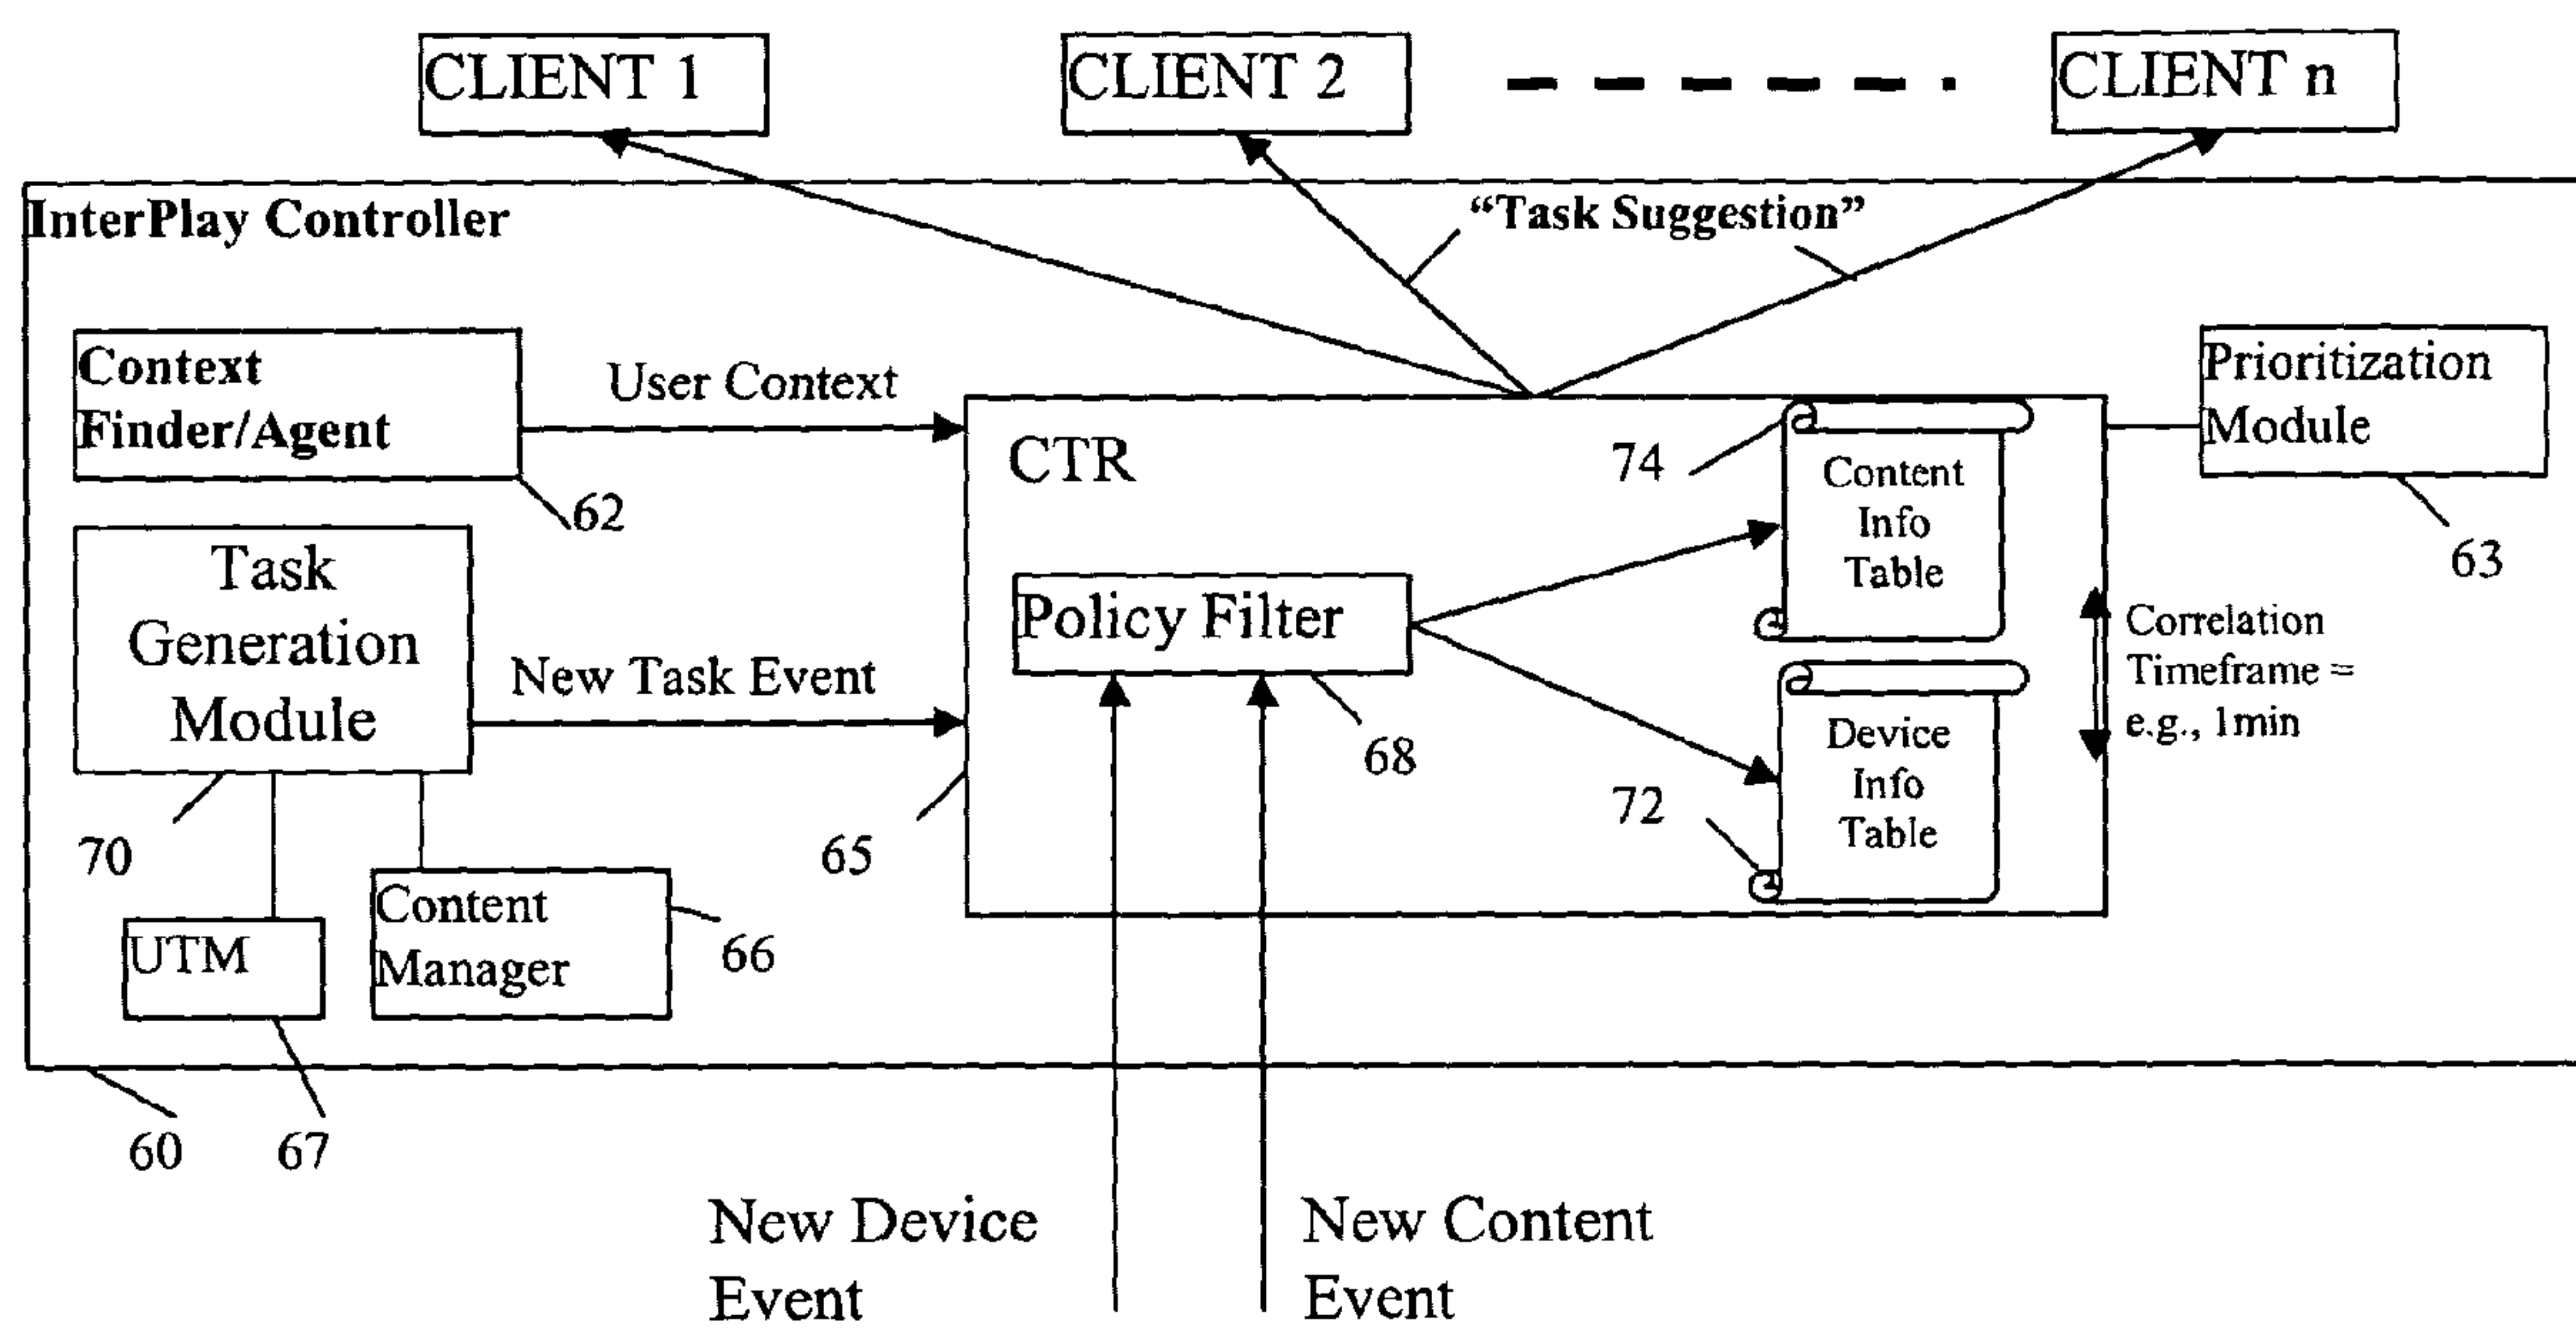 CLIENT 1
CLIENT 2
CLIENT n
InterPlay Controller
“Task Suggestion”
Context
Finder/Agent
User Context
62
CTR
74
Content
Info
Table
Prioritization
Module
63
Task
Generation
Module
New Task Event
Policy Filter
68
Correlation
Timeframe =
e.g., 1min
72
Device
Info
Table
70
65
UTM
Content
Manager
66
60
67
New Device
Event
New Content
Event